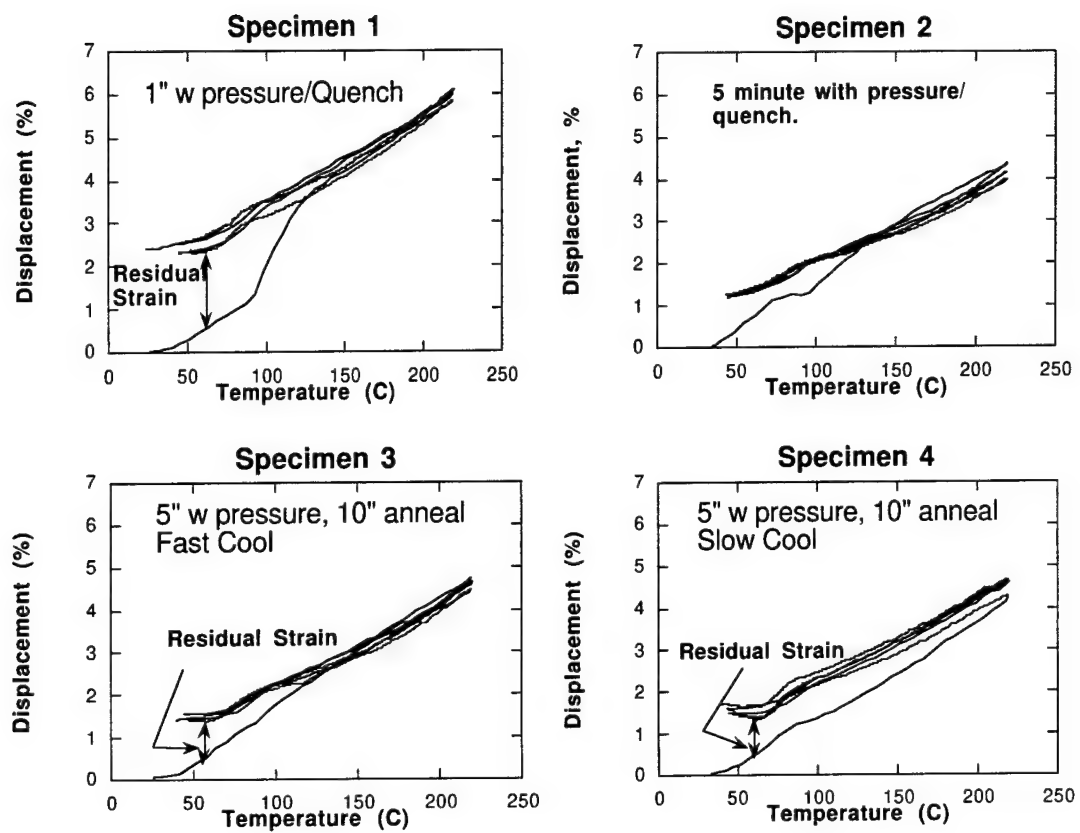 Specimen 1
Displacement (%)
7
6
5
4
3
2
1
0
1" w pressure/Quench
Residual
Strain
0 50 100 150 200 250
Temperature (C)
Specimen 2
Displacement, %
7
6
5
4
3
2
1
0
5 minute with pressure/
quench.
0 50 100 150 200 250
Temperature (C)
Specimen 3
Displacement (%)
7
6
5
4
3
2
1
0
5" w pressure, 10" anneal
Fast Cool
Residual Strain
0 50 100 150 200 250
Temperature (C)
Specimen 4
Displacement (%)
7
6
5
4
3
2
1
0
5" w pressure, 10" anneal
Slow Cool
Residual Strain
0 50 100 150 200 250
Temperature (C)